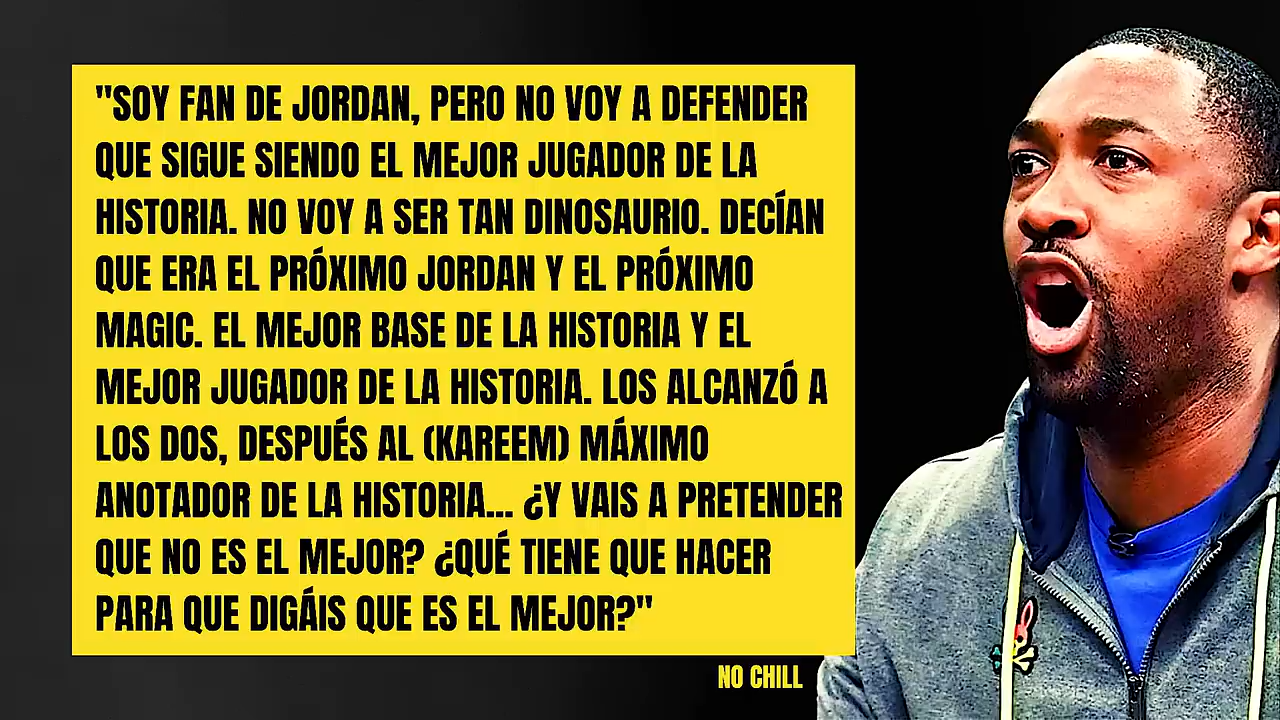 "SOY FAN DE JORDAN, PERO NO VOY A DEFENDER
QUE SIGUE SIENDO EL MEJOR JUGADOR DE LA
HISTORIA. NO VOY A SER TAN DINOSAURIO. DECÍAN
QUE ERA EL PRÓXIMO JORDAN Y EL PRÓXIMO
MAGIC. EL MEJOR BASE DE LA HISTORIA Y EL
MEJOR JUGADOR DE LA HISTORIA. LOS ALCANZÓ A
LOS DOS, DESPUÉS AL (KAREEM) MÁXIMO
ANOTADOR DE LA HISTORIA... ¿Y VAIS A PRETENDER
QUE NO ES EL MEJOR? ¿QUÉ TIENE QUE HACER
PARA QUE DIGÁIS QUE ES EL MEJOR?"
NO CHILL